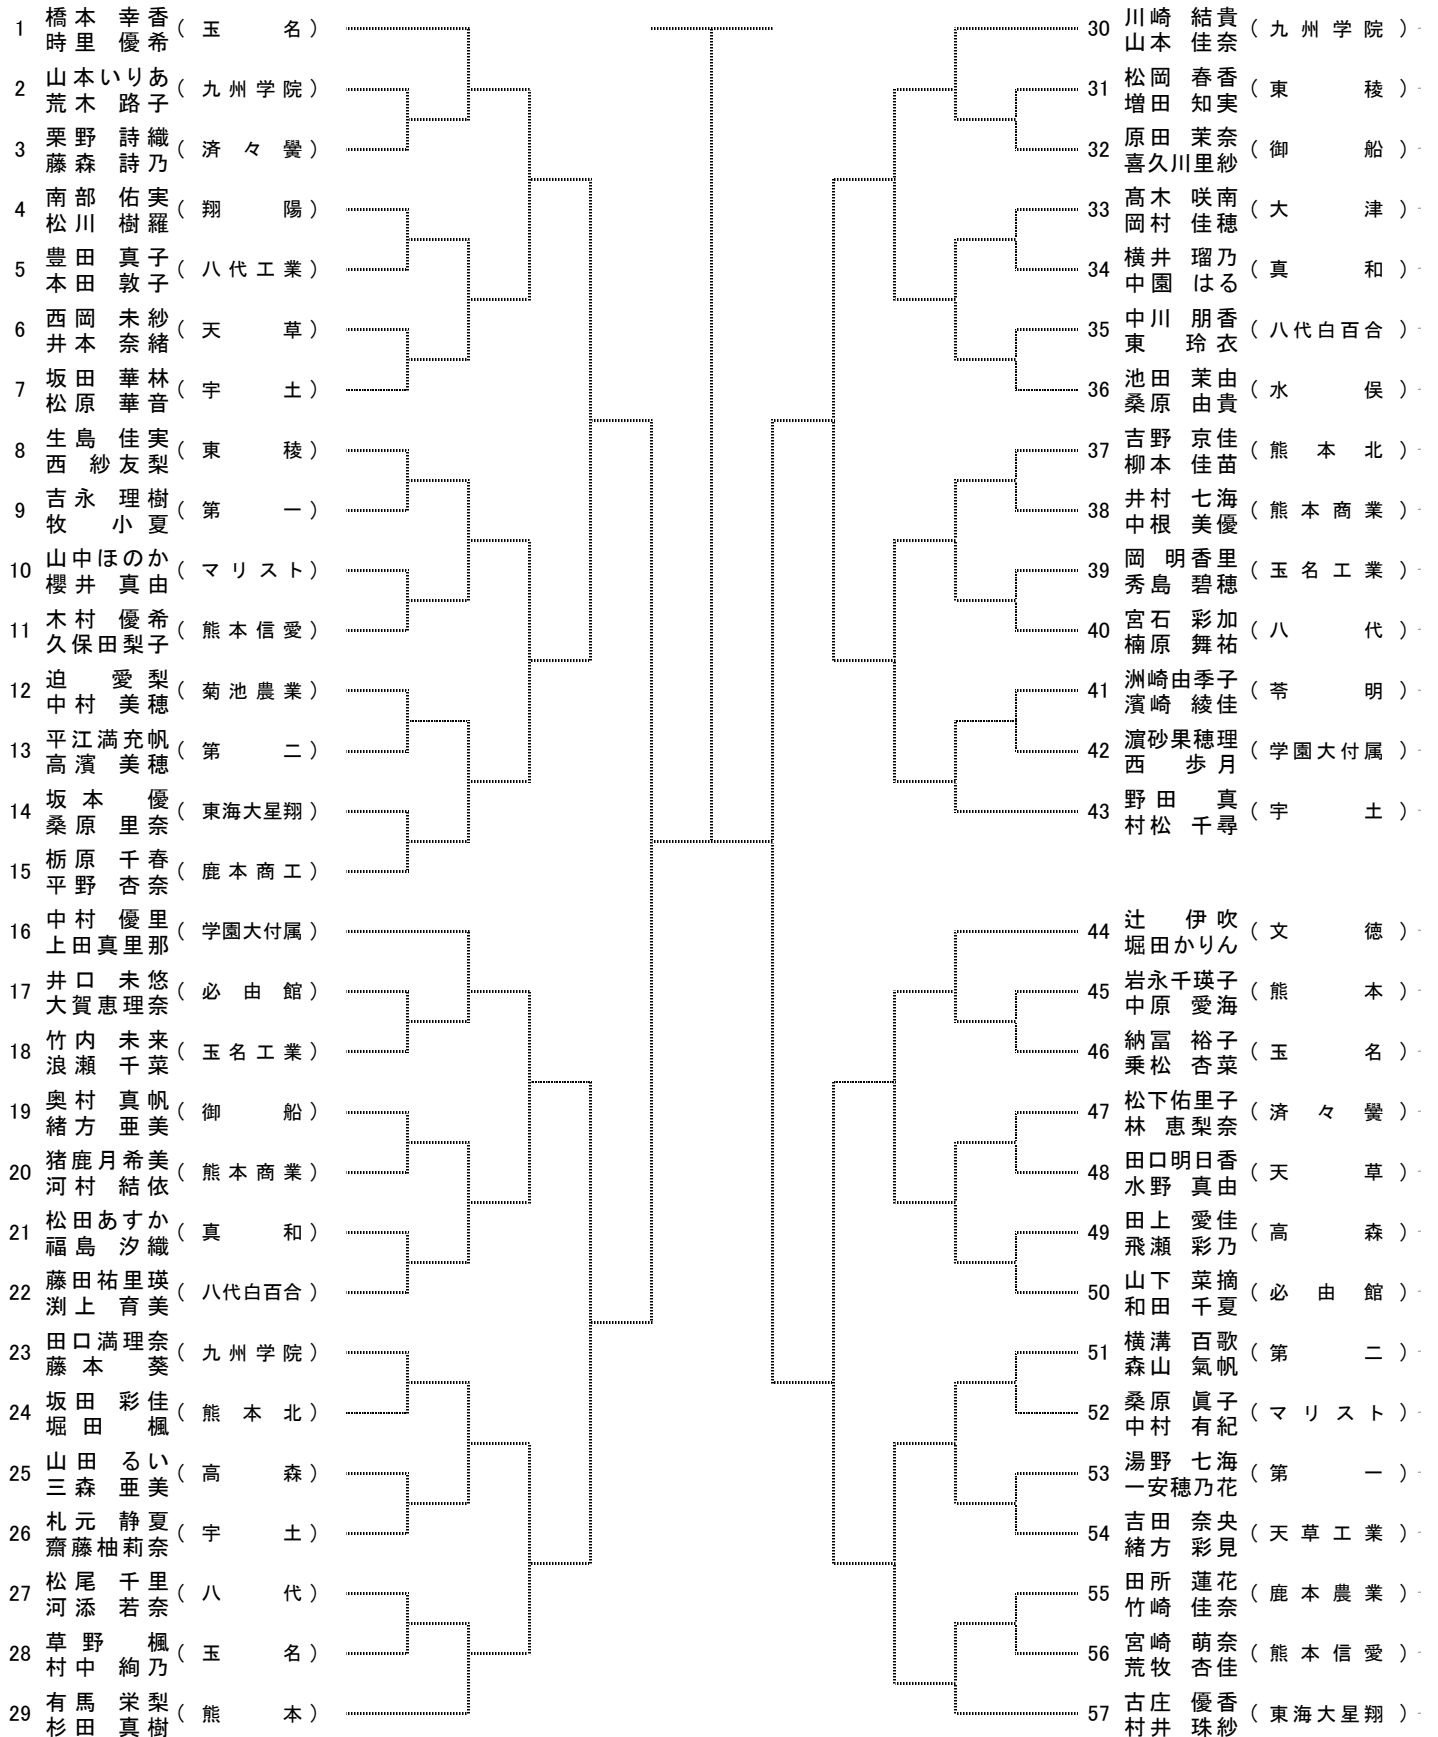 1 橋本 幸香 時里 優希 (玉名)
2 山本いりあ 荒木 路子 (九州学院)
3 栗野 詩織 藤森 詩乃 (済々黌)
4 南部 佑実 松川 樹羅 (翔陽)
5 豊田 真子 本田 敦子 (八代工業)
6 西岡 未紗 井本 奈緒 (天草)
7 坂田 華林 松原 華音 (宇土)
8 生島 佳実 西 紗友梨 (東稜)
9 吉永 理樹 牧 小夏 (第一)
10 山中ほのか 櫻井 真由 (マリスト)
11 木村 優希 久保田梨子 (熊本信愛)
12 迫 愛梨 中村 美穂 (菊池農業)
13 平江満充帆 高濱 美穂 (第二)
14 坂本 優 桑原 里奈 (東海大星翔)
15 栃原 千春 平野 杏奈 (鹿本商工)
16 中村 優里 上田真里那 (学園大付属)
17 井口 未悠 大賀恵理奈 (必由館)
18 竹内 未来 浪瀬 千菜 (玉名工業)
19 奥村 真帆 緒方 亜美 (御船)
20 猪鹿月希美 河村 結依 (熊本商業)
21 松田あすか 福島 汐織 (真和)
22 藤田祐里瑛 渕上 育美 (八代白百合)
23 田口満理奈 藤本 葵 (九州学院)
24 坂田 彩佳 堀田 楓 (熊本北)
25 山田 るい 三森 亜美 (高森)
26 札元 静夏 齋藤柚莉奈 (宇土)
27 松尾 千里 河添 若奈 (八代)
28 草野 楓 村中 絢乃 (玉名)
29 有馬 栄梨 杉田 真樹 (熊本)
30 川崎 結貴 山本 佳奈 (九州学院)
31 松岡 春香 増田 知実 (東稜)
32 原田 茉奈 喜久川里紗 (御船)
33 髙木 咲南 岡村 佳穂 (大津)
34 横井 瑠乃 中園 はる (真和)
35 中川 朋香 東 玲衣 (八代白百合)
36 池田 茉由 桑原 由貴 (水俣)
37 吉野 京佳 柳本 佳苗 (熊本北)
38 井村 七海 中根 美優 (熊本商業)
39 岡 明香里 秀島 碧穂 (玉名工業)
40 宮石 彩加 楠原 舞祐 (八代)
41 洲崎由季子 濱崎 綾佳 (苓明)
42 濵砂果穂理 西 歩月 (学園大付属)
43 野田 真 村松 千尋 (宇土)
44 辻 伊吹 堀田かりん (文徳)
45 岩永千瑛子 中原 愛海 (熊本)
46 納冨 裕子 乗松 杏菜 (玉名)
47 松下佑里子 林 恵梨奈 (済々黌)
48 田口明日香 水野 真由 (天草)
49 田上 愛佳 飛瀬 彩乃 (高森)
50 山下 菜摘 和田 千夏 (必由館)
51 横溝 百歌 森山 氣帆 (第二)
52 桑原 眞子 中村 有紀 (マリスト)
53 湯野 七海 一安穂乃花 (第一)
54 吉田 奈央 緒方 彩見 (天草工業)
55 田所 蓮花 竹崎 佳奈 (鹿本農業)
56 宮崎 萌奈 荒牧 杏佳 (熊本信愛)
57 古庄 優香 村井 珠紗 (東海大星翔)